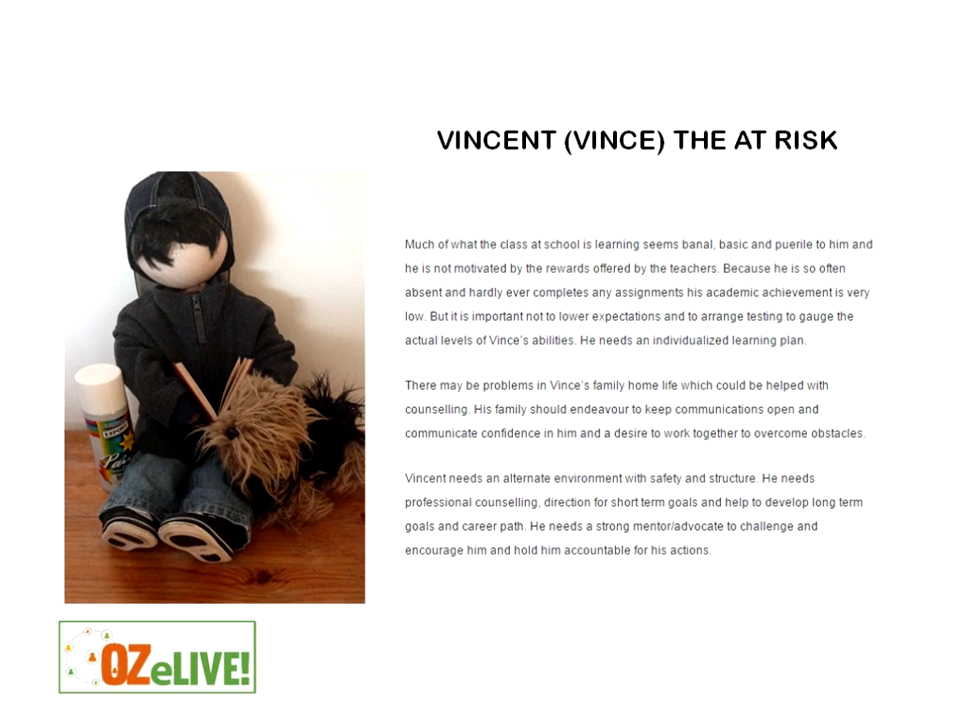 VINCENT (VINCE) THE AT RISK
Much of what the class at school is learning seems banal, basic and puerile to him and
he is not motivated by the rewards offered by the teachers. Because he is so often
absent and hardly ever completes any assignments his academic achievement is very
low. But it is important not to lower expectations and to arrange testing to gauge the
actual levels of Vince's abilities. He needs an individualized learning plan.
There may be problems in Vince's family home life which could be helped with
counselling. His family should endeavour to keep communications open and
communicate confidence in him and a desire to work together to overcome obstacles.
Vincent needs an alternate environment with safety and structure. He needs
professional counselling, direction for short term goals and help to develop long term
goals and career path. He needs a strong mentor/advocate to challenge and
encourage him and hold him accountable for his actions.
EXPORT
OZeLIVE!